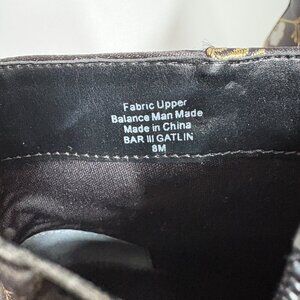 Fabric Upper
Balance Man Made
Made in China
BAR III GATLIN
8M